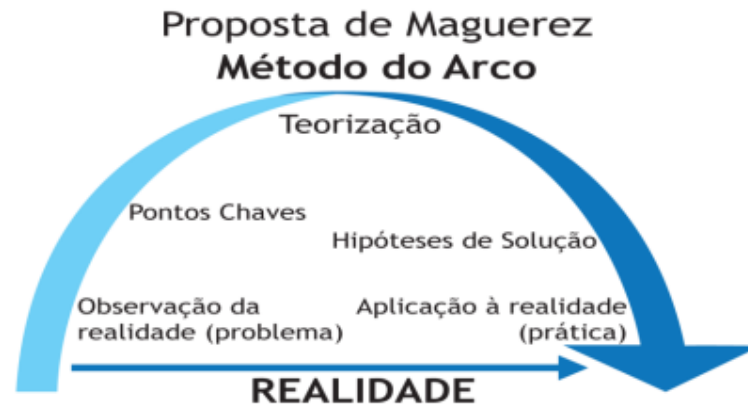 Proposta de Maguerez
Método do Arco
Teorização
Pontos Chaves
Hipóteses de Solução
Observação da
realidade (problema)
Aplicação à realidade
(prática)
REALIDADE